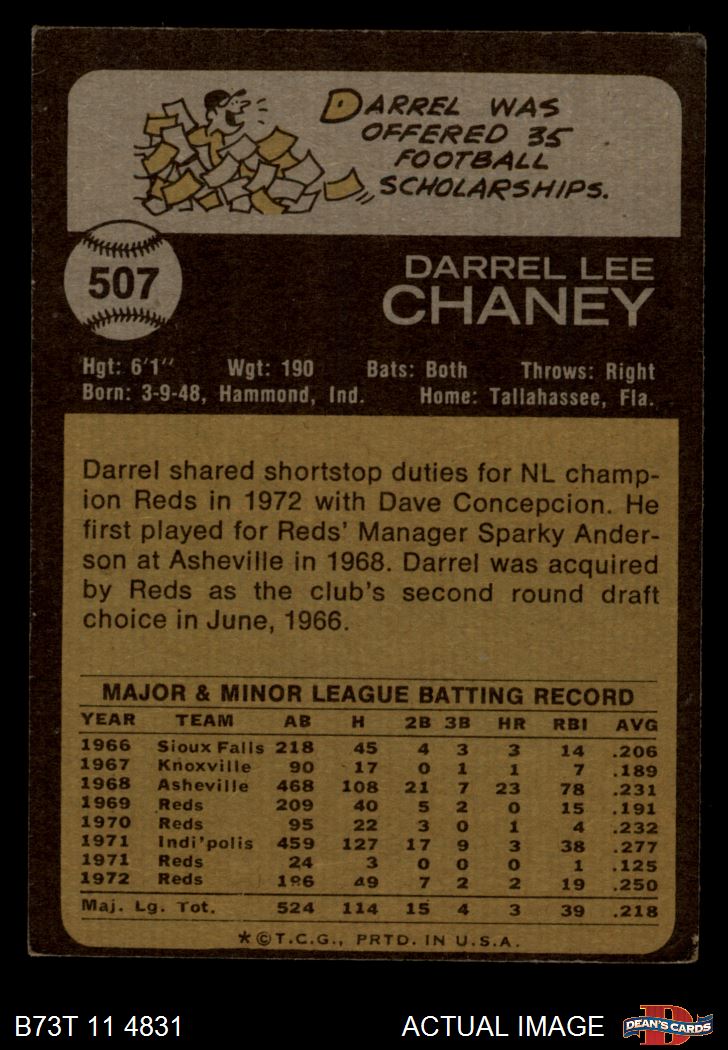 DARREL WAS
OFFERED 35
FOOTBALL
SCHOLARSHIPS.
507
DARREL LEE
CHANEY
Hgt: 6'1" Wgt: 190 Bats: Both Throws: Right
Born: 3-9-48, Hammond, Ind. Home: Tallahassee, Fla.
Darrel shared shortstop duties for NL champ-
ion Reds in 1972 with Dave Concepcion. He
first played for Reds' Manager Sparky Ander-
son at Asheville in 1968. Darrel was acquired
by Reds as the club's second round draft
choice in June, 1966.
MAJOR & MINOR LEAGUE BATTING RECORD
YEAR TEAM AB H 2B 3B HR RBI AVG
1966 Sioux Falls 218 45 4 3 3 14 .206
1967 Knoxville 90 17 0 1 1 7 .189
1968 Asheville 468 108 21 7 23 78 .231
1969 Reds 209 40 5 2 0 15 .191
1970 Reds 95 22 3 0 1 4 .232
1971 Indi'polis 459 127 17 9 3 38 .277
1971 Reds 24 3 0 0 0 1 .125
1972 Reds 196 49 7 2 2 19 .250
Maj. Lg. Tot. 524 114 15 4 3 39 .218
*©T.C.G., PRTD. IN U.S.A.
B73T 11 4831 ACTUAL IMAGE
D
DEAN'S CARDS